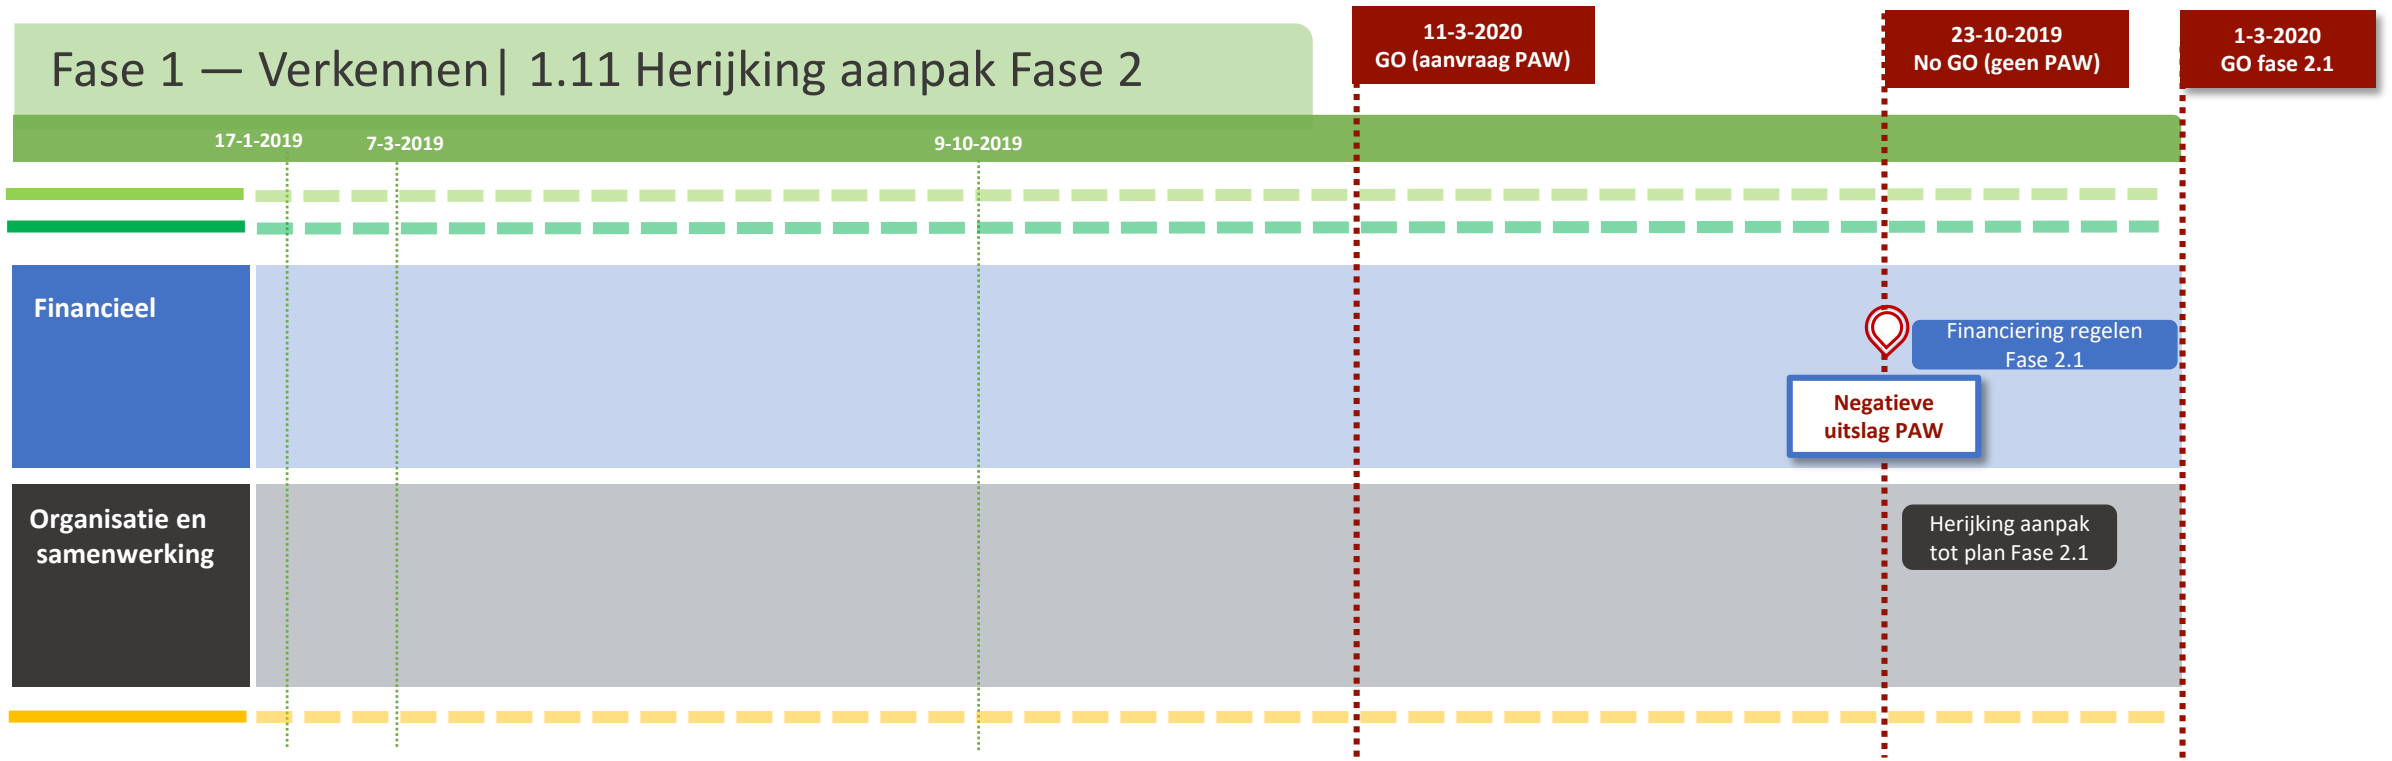 Fase 1 — Verkennen| 1.11 Herijking aanpak Fase 2
11-3-2020
GO (aanvraag PAW)
23-10-2019
No GO (geen PAW)
1-3-2020
GO fase 2.1
17-1-2019
7-3-2019
9-10-2019
Financieel
Financiering regelen
Fase 2.1
Negatieve
uitslag PAW
Organisatie en
samenwerking
Herijking aanpak
tot plan Fase 2.1